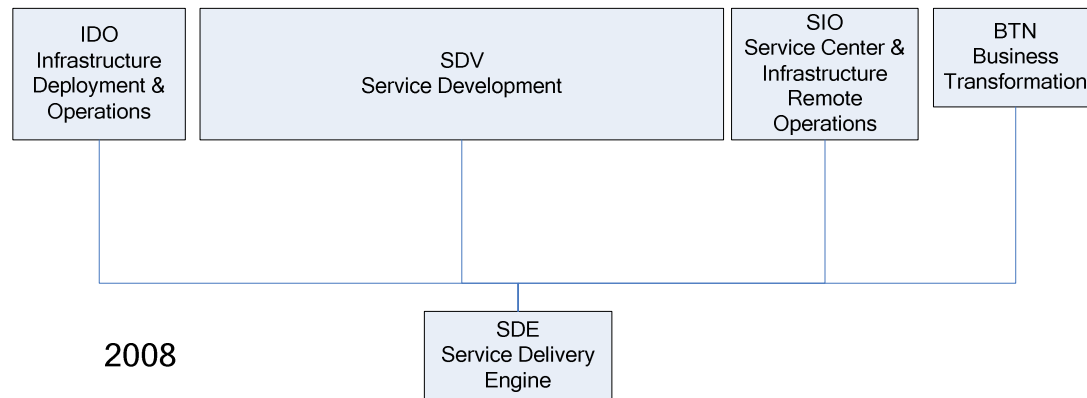 IDO
Infrastructure
Deployment &
Operations
SDV
Service Development
SIO
Service Center &
Infrastructure
Remote
Operations
BTN
Business
Transformation
2008
SDE
Service Delivery
Engine